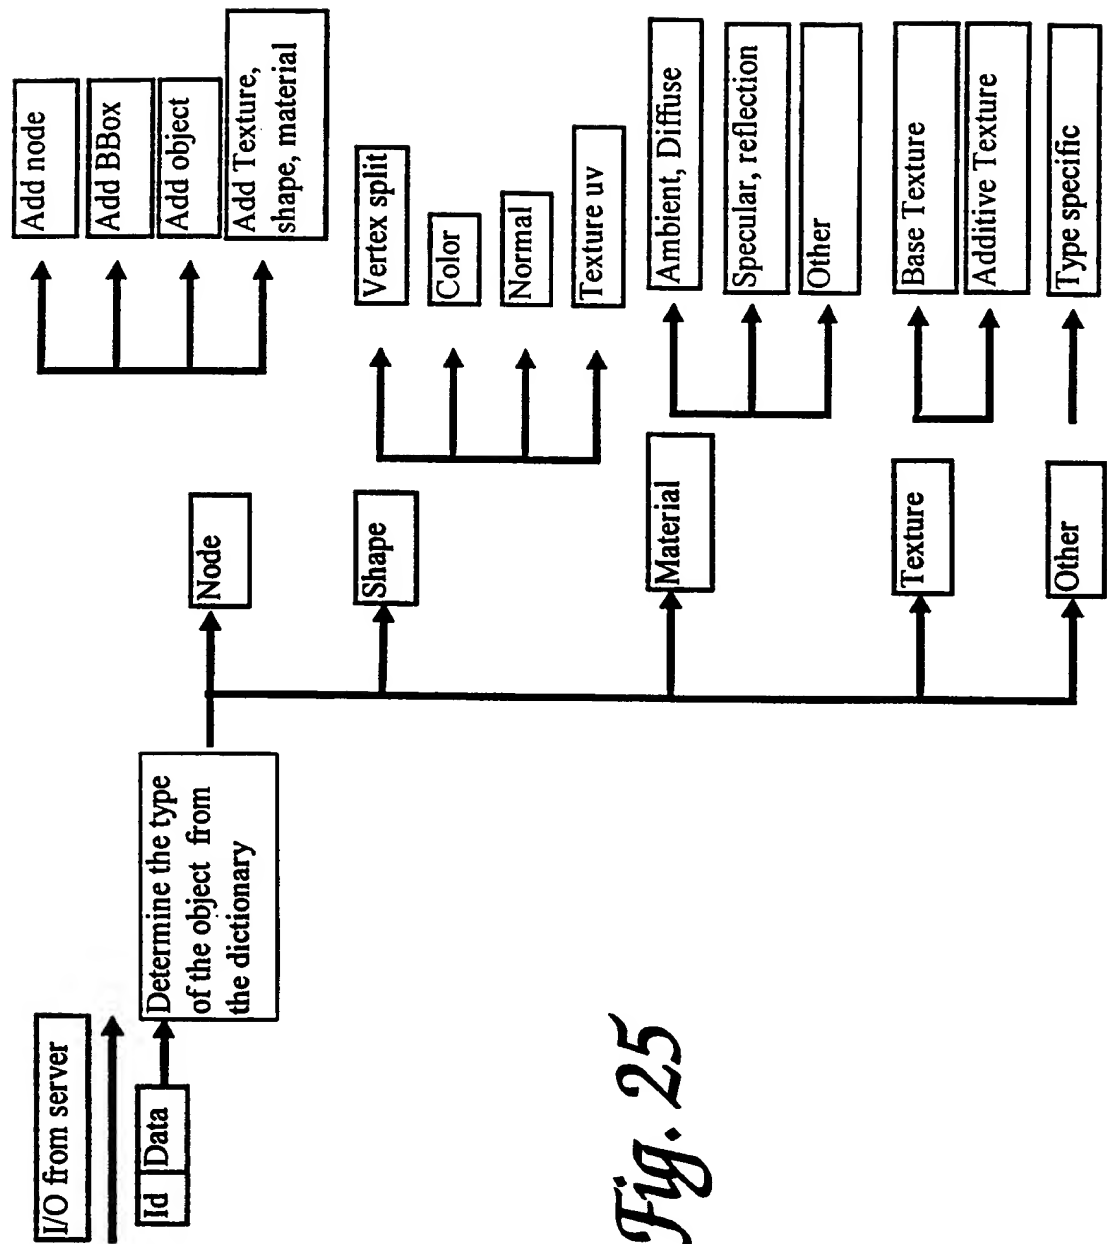 I/O from server
Id
Data
Determine the type
of the object from
the dictionary
Node
Add node
Add BBox
Add object
Add Texture,
shape, material
Shape
Vertex split
Color
Normal
Texture uv
Material
Ambient, Diffuse
Specular, reflection
Other
Texture
Base Texture
Additive Texture
Other
Type specific
Fig. 25